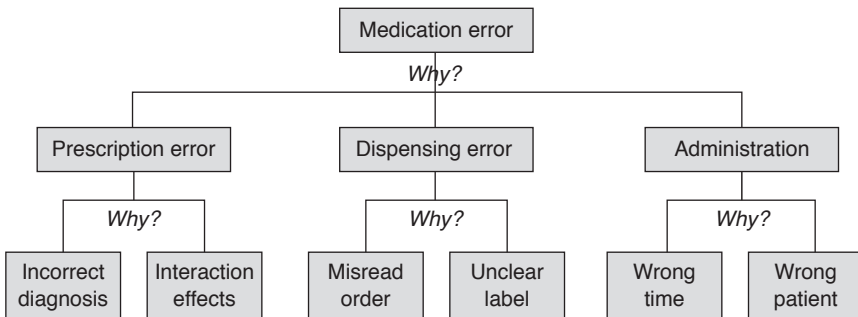 Medication error
Why?
Prescription error
Dispensing error
Administration
Why?
Why?
Why?
Incorrect
diagnosis
Interaction
effects
Misread
order
Unclear
label
Wrong
time
Wrong
patient